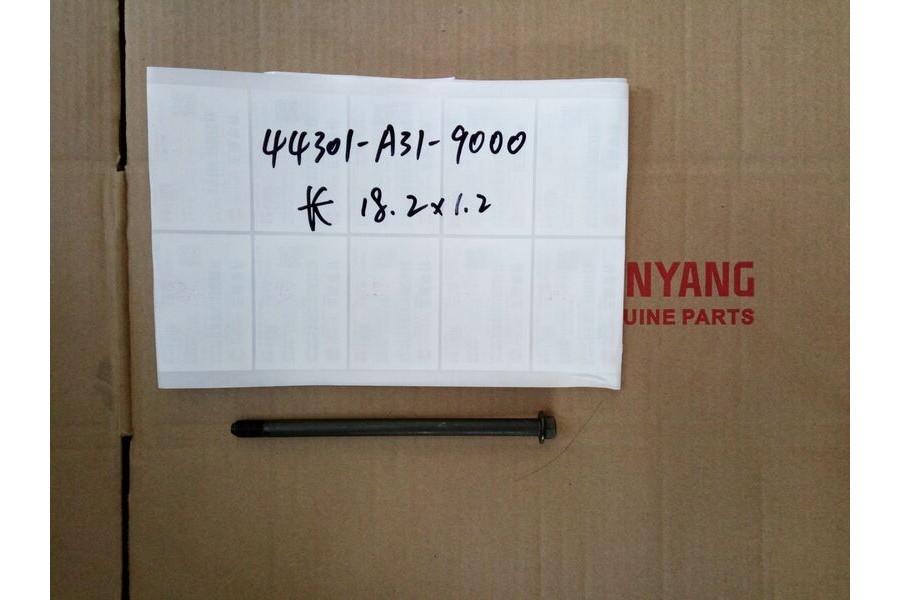 44301-A31-9000
长 18.2x1.2
NYANG
UINE PARTS